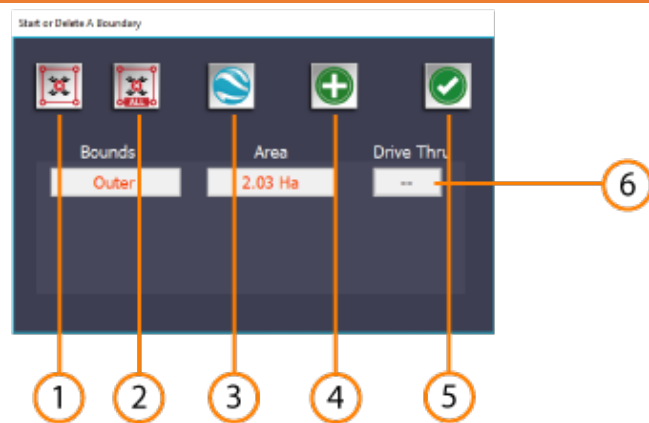 Start or Delete A Boundary
ALL
Bounds Area Drive Thru
Outer 2.03 Ha --
6
1 2 3 4 5